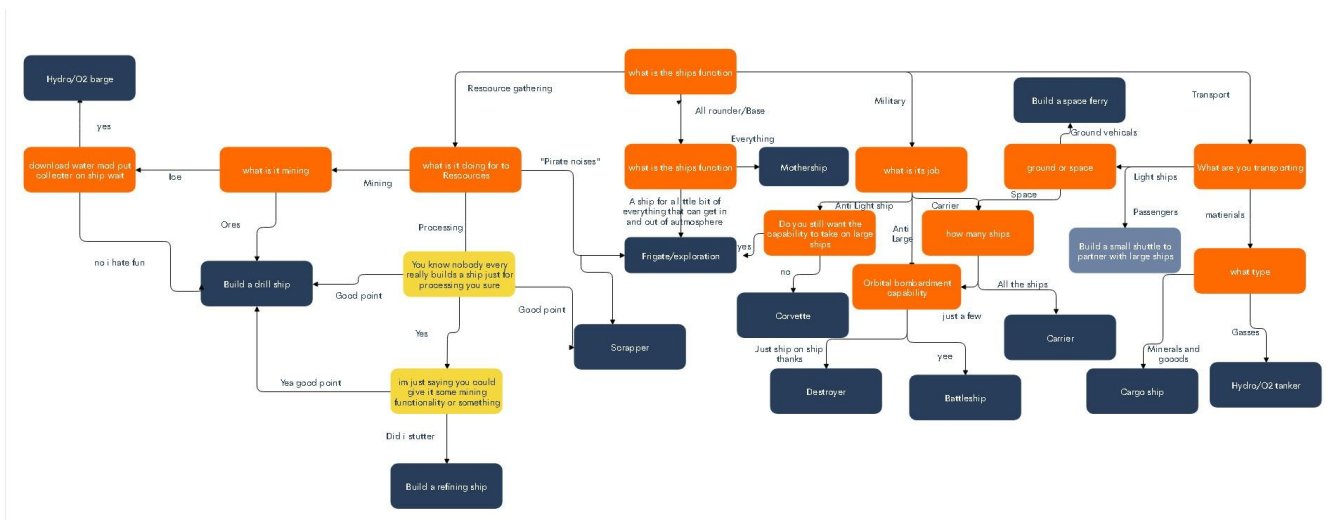 what is the ships function
Hydro/O2 barge
Rescource gathering
Military
Transport
Build a space ferry
All rounder/Base
yes
Everything
Ground vehicals
download water mod put
collecter on ship wait
Ice
what is it mining
Mining
what is it doing for to
Rescources
"Pirate noises"
what is the ships function
Mothership
what is its job
ground or space
Light ships
What are you transporting
Space
A ship for a little bit of
everything that can get in
and out of autmosphere
Anti Light ship
Carrier
Passengers
matirials
Ores
Processing
Do you still want the
capability to take on large
ships
Anti
Large
how many ships
yes
Frigate/exploration
Build a small shuttle to
partner with large ships
no i hate fun
Build a drill ship
Good point
You know nobody every
really builds a ship just for
processing you sure
no
Orbital bombardment
capability
All the ships
what type
Good point
Corvette
just a few
Yes
Scrapper
Carrier
Gasses
Just ship on ship
thanks
yee
Minerals and
gooods
Yea good point
im just saying you could
give it some mining
functionality or something
Destroyer
Battleship
Cargo ship
Hydro/O2 tanker
Did i stutter
Build a refining ship